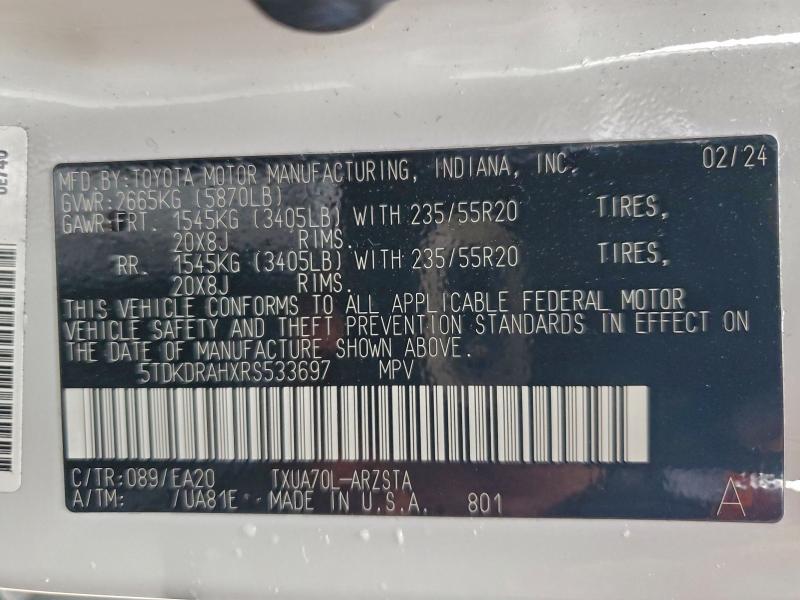 MFD.BY:TOYOTA MOTOR MANUFACTURING, INDIANA, INC. 02/24
GVWR:2665KG (5870LB)
GAWR FRT. 1545KG (3405LB) WITH 235/55R20 TIRES,
20X8J RIMS.
RR. 1545KG (3405LB) WITH 235/55R20 TIRES,
20X8J RIMS.
THIS VEHICLE CONFORMS TO ALL APPLICABLE FEDERAL MOTOR
VEHICLE SAFETY AND THEFT PREVENTION STANDARDS IN EFFECT ON
THE DATE OF MANUFACTURE SHOWN ABOVE.
5TDKDRAHXRS533697 MPV
C/TR:089/EA20 TXUA70L-ARZSTA
A/TM: /UA81E MADE IN U.S.A. 801 A